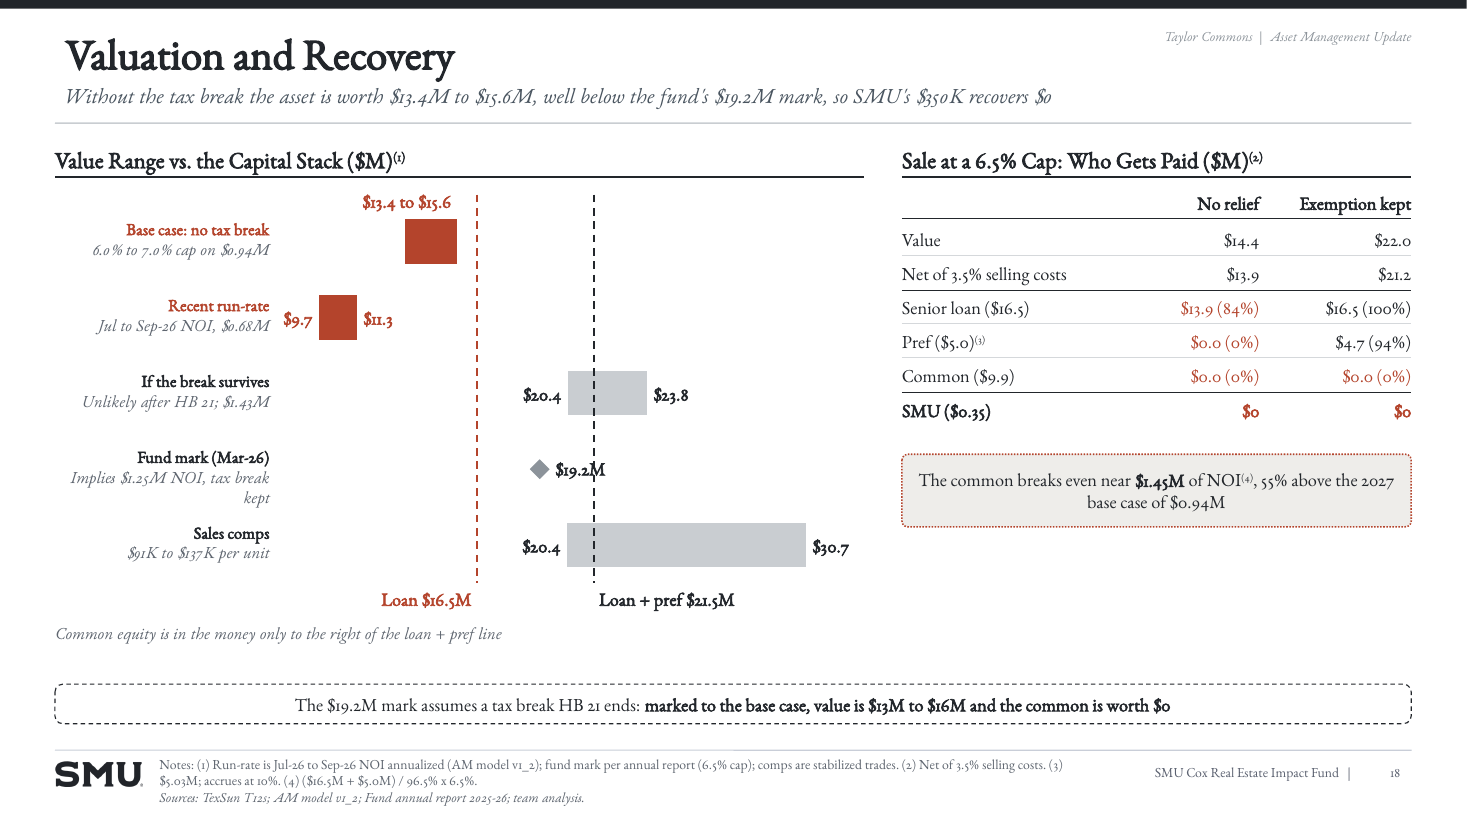 Taylor Commons | Asset Management Update
Valuation and Recovery
Without the tax break the asset is worth $13.4M to $15.6M, well below the fund's $19.2M mark, so SMU's $350K recovers $0
Value Range vs. the Capital Stack ($M)(1)
$13.4 to $15.6
Base case: no tax break
6.0% to 7.0% cap on $0.94M
Recent run-rate
Jul to Sep-26 NOI, $0.68M
$9.7
$11.3
If the break survives
Unlikely after HB 21; $1.43M
$20.4
$23.8
Fund mark (Mar-26)
Implies $1.25M NOI, tax break
kept
$19.2M
Sales comps
$91K to $137K per unit
$20.4
$30.7
Loan $16.5M
Loan + pref $21.5M
Common equity is in the money only to the right of the loan + pref line
Sale at a 6.5% Cap: Who Gets Paid ($M)(2)
No relief Exemption kept
Value $14.4 $22.0
Net of 3.5% selling costs $13.9 $21.2
Senior loan ($16.5) $13.9 (84%) $16.5 (100%)
Pref ($5.0)(3) $0.0 (0%) $4.7 (94%)
Common ($9.9) $0.0 (0%) $0.0 (0%)
SMU ($0.35) $0 $0
The common breaks even near $1.45M of NOI(4), 55% above the 2027
base case of $0.94M
The $19.2M mark assumes a tax break HB 21 ends: marked to the base case, value is $13M to $16M and the common is worth $0
SMU
Notes: (1) Run-rate is Jul-26 to Sep-26 NOI annualized (AM model v1_2); fund mark per annual report (6.5% cap); comps are stabilized trades. (2) Net of 3.5% selling costs. (3)
$5.03M; accrues at 10%. (4) ($16.5M + $5.0M) / 96.5% x 6.5%.
Sources: TexSun T12s; AM model v1_2; Fund annual report 2025-26; team analysis.
SMU Cox Real Estate Impact Fund | 18